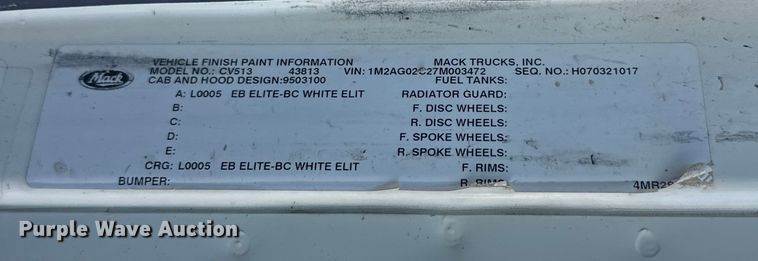 VEHICLE FINISH PAINT INFORMATION MACK TRUCKS, INC.
Mack MODEL NO.: CV513 43813 VIN: 1M2AG02C27M003472 SEQ. NO.: H070321017
CAB AND HOOD DESIGN: 9503100 FUEL TANKS:
A: L0005 EB ELITE-BC WHITE ELIT RADIATOR GUARD:
B: F. DISC WHEELS:
C: R. DISC WHEELS:
D: F. SPOKE WHEELS:
E: R. SPOKE WHEELS:
CRG: L0005 EB ELITE-BC WHITE ELIT F. RIMS:
BUMPER: R. RIMS:
Purple Wave Auction